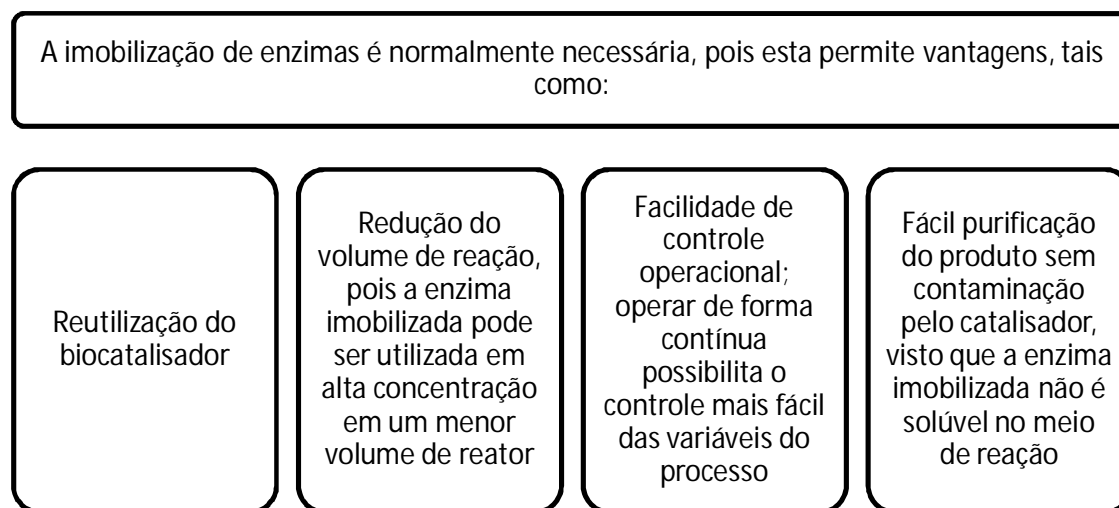 A imobilização de enzimas é normalmente necessária, pois esta permite vantagens, tais
como:
Reutilização do
biocatalisador
Redução do
volume de reação,
pois a enzima
imobilizada pode
ser utilizada em
alta concentração
em um menor
volume de reator
Facilidade de
controle
operacional;
operar de forma
contínua
possibilita o
controle mais fácil
das variáveis do
processo
Fácil purificação
do produto sem
contaminação
pelo catalisador,
visto que a enzima
imobilizada não é
solúvel no meio
de reação